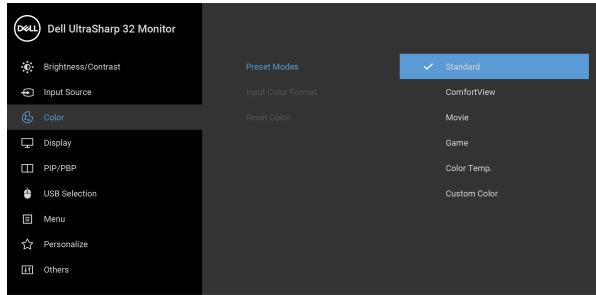 DELL
Dell UltraSharp 32 Monitor
Brightness/Contrast
Input Source
Color
Display
PIP/PBP
USB Selection
Menu
Personalize
Others
Preset Modes
Input Color Format
Reset Color
Standard
ComfortView
Movie
Game
Color Temp.
Custom Color